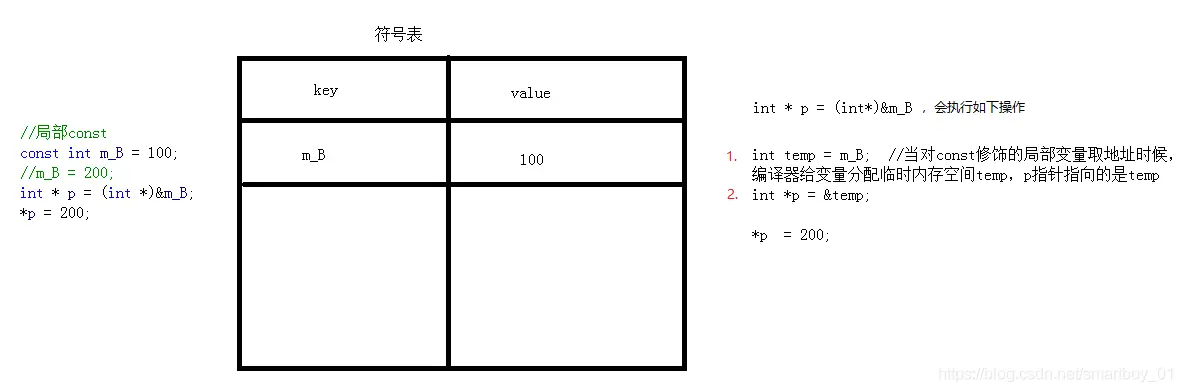 符号表
key
value
m_B
100
//局部const
const int m_B = 100;
//m_B = 200;
int * p = (int *)&m_B;
*p = 200;
int * p = (int*)&m_B ，会执行如下操作
1. int temp = m_B;  //当对const修饰的局部变量取地址时候，
编译器给变量分配临时内存空间temp，p指针指向的是temp
2. int *p = &temp;
*p  = 200;
https://blog.csdn.net/smartboy_01